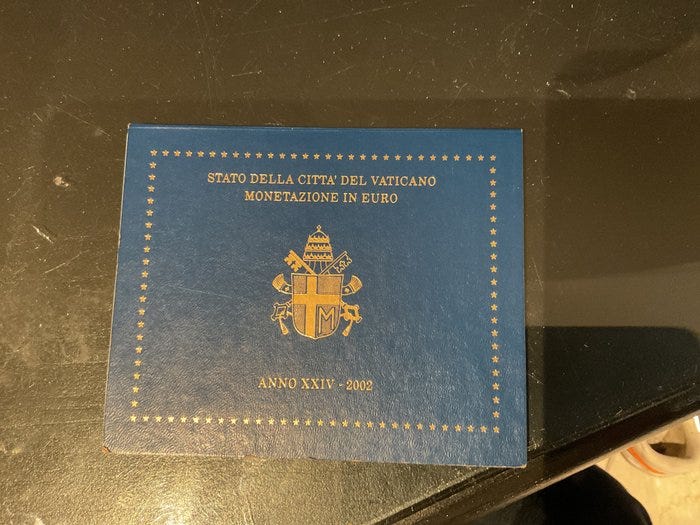 STATO DELLA CITTA' DEL VATICANO
MONETAZIONE IN EURO
M
ANNO XXIV - 2002